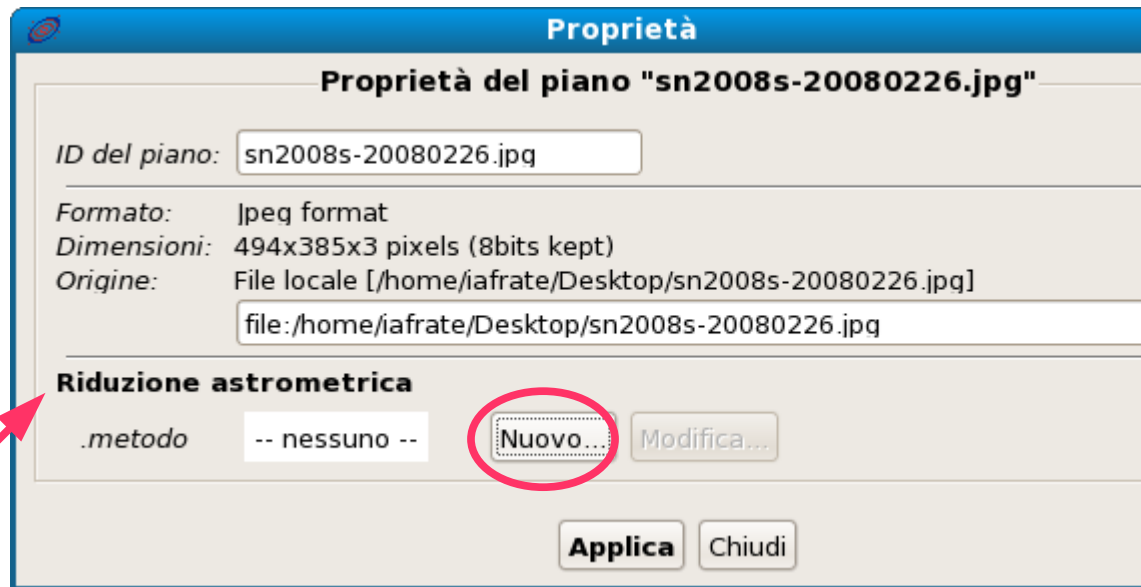 Proprietà
Proprietà del piano "sn2008s-20080226.jpg"
ID del piano: sn2008s-20080226.jpg
Formato: Jpeg format
Dimensioni: 494x385x3 pixels (8bits kept)
Origine: File locale [/home/iafrate/Desktop/sn2008s-20080226.jpg]
file:/home/iafrate/Desktop/sn2008s-20080226.jpg
Riduzione astrometrica
.metodo -- nessuno -- Nuovo... Modifica...
Applica Chiudi